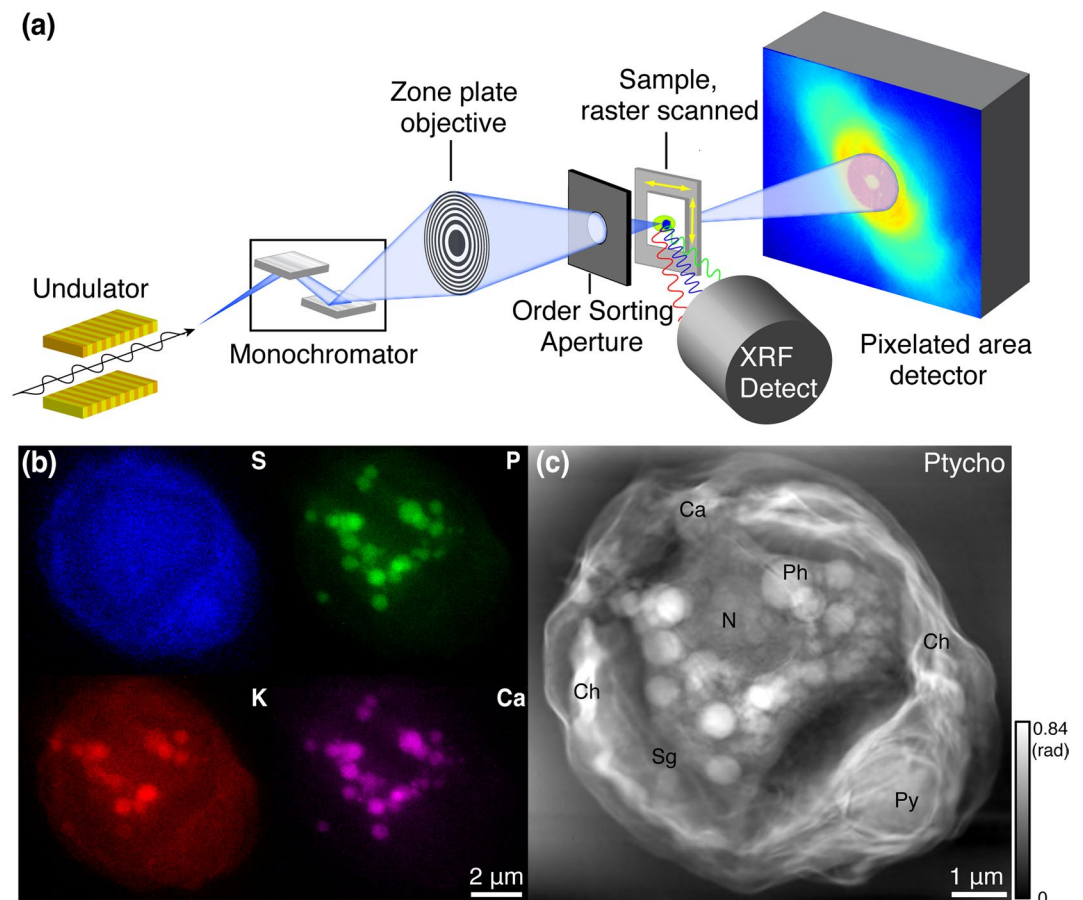 (a)
Zone plate
objective
Sample,
raster scanned
Undulator
Monochromator
Order Sorting
Aperture
XRF
Detect
Pixelated area
detector
(b)
S
P
K
Ca
2 µm
(c)
Ptycho
Ca
Ph
N
Ch
Ch
Sg
Py
0.84
(rad)
0
1 µm